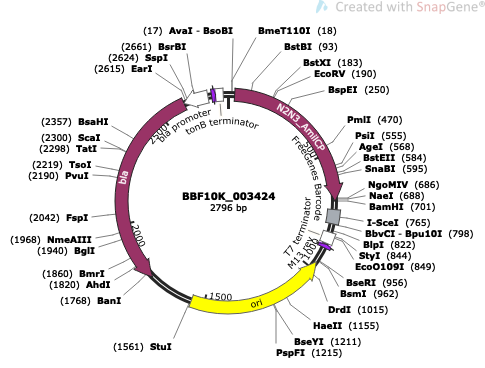 Created with SnapGene®
(17) AvaI - BsoBI
BmeT110I (18)
(2661) BsrBI
BstBI (93)
(2624) SspI
BstXI (183)
(2615) EarI
EcoRV (190)
BspEI (250)
(2357) BsaHI
PmlI (470)
(2300) ScaI
PsiI (555)
(2298) TatI
AgeI (568)
BstEII (584)
(2219) TsoI
SnaBI (595)
(2190) PvuI
NgoMIV (686)
NaeI (688)
BamHI (701)
(2042) FspI
I-SceI (765)
BbvCI - Bpu10I (798)
(1968) NmeAIII
BlpI (822)
(1940) BglI
StyI (844)
EcoO109I (849)
(1860) BmrI
BseRI (956)
(1820) AhdI
BsmI (962)
(1768) BanI
DrdI (1015)
HaeII (1155)
BseYI (1211)
(1561) StuI
PspFI (1215)
bla promoter
tonB terminator
N2N3_AmilCP
FreeGenes Barcode
T7 terminator
M13 rev
bla
ori
500
1000
1500
2000
2500
BBF10K_003424
2796 bp